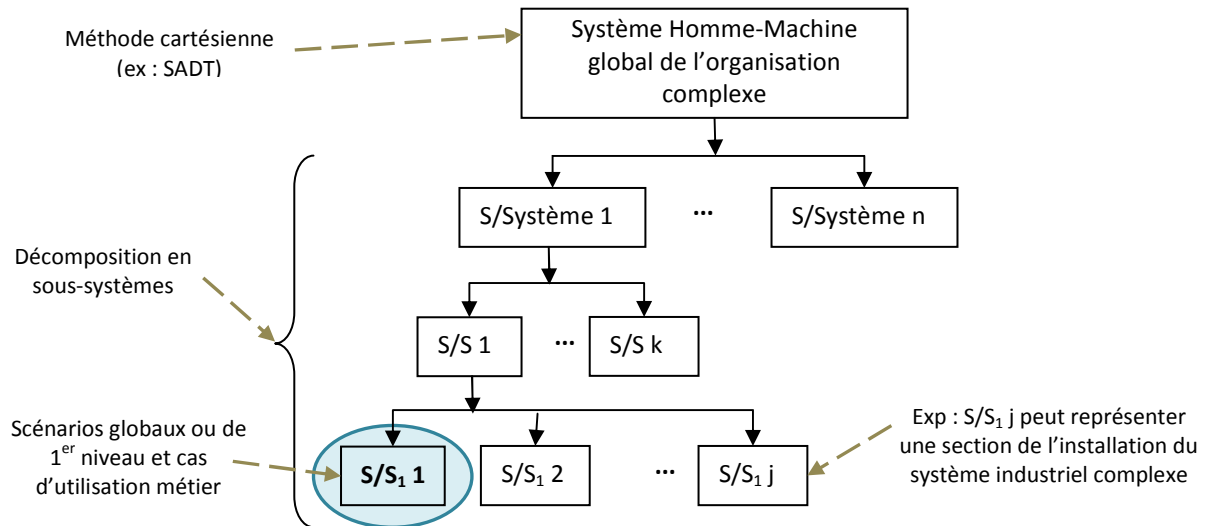 Méthode cartésienne
(ex : SADT)
Système Homme-Machine
global de l’organisation
complexe
S/Système 1
...
S/Système n
Décomposition en
sous-systèmes
S/S 1
...
S/S k
Scénarios globaux ou de
1er niveau et cas
d’utilisation métier
S/S1 1
S/S1 2
...
S/S1 j
Exp : S/S1 j peut représenter
une section de l’installation du
système industriel complexe